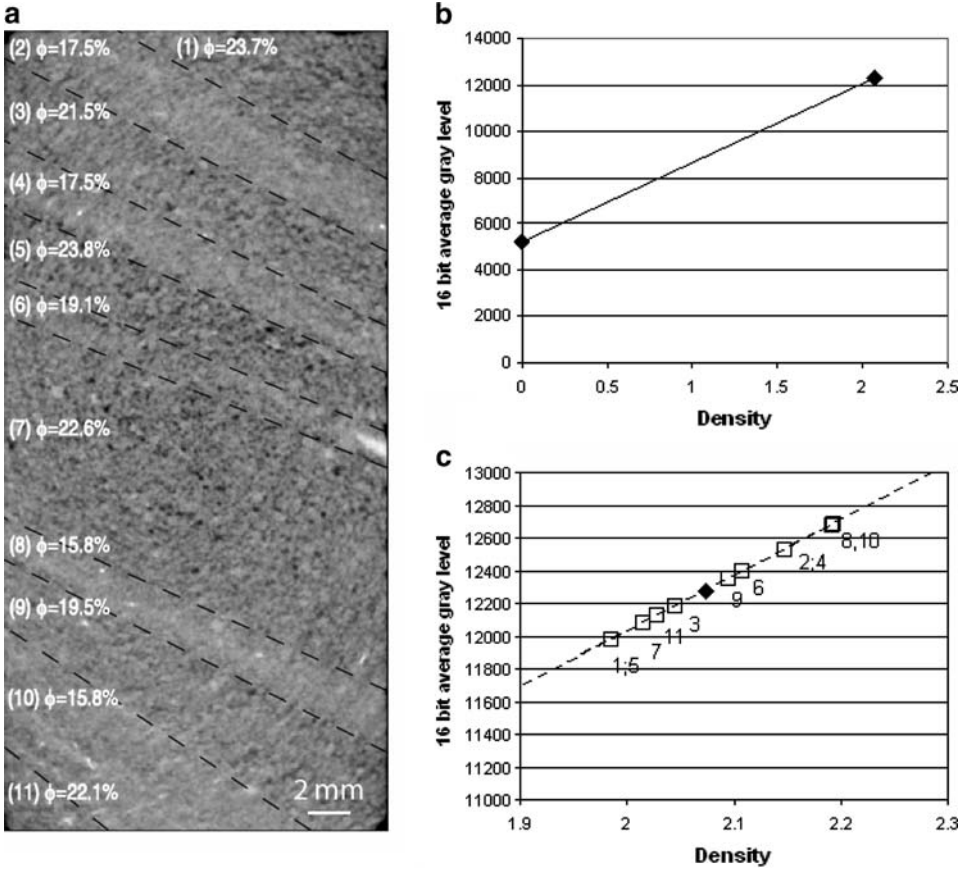 a
(2) ϕ=17.5%
(1) ϕ=23.7%
(3) ϕ=21.5%
(4) ϕ=17.5%
(5) ϕ=23.8%
(6) ϕ=19.1%
(7) ϕ=22.6%
(8) ϕ=15.8%
(9) ϕ=19.5%
(10) ϕ=15.8%
(11) ϕ=22.1%
2 mm
b
16 bit average gray level
14000
12000
10000
8000
6000
4000
2000
0
0 0.5 1 1.5 2 2.5
Density
c
16 bit average gray level
13000
12800
12600
12400
12200
12000
11800
11600
11400
11200
11000
8,10
2;4
6
9
3
11
7
1;5
1.9 2 2.1 2.2 2.3
Density